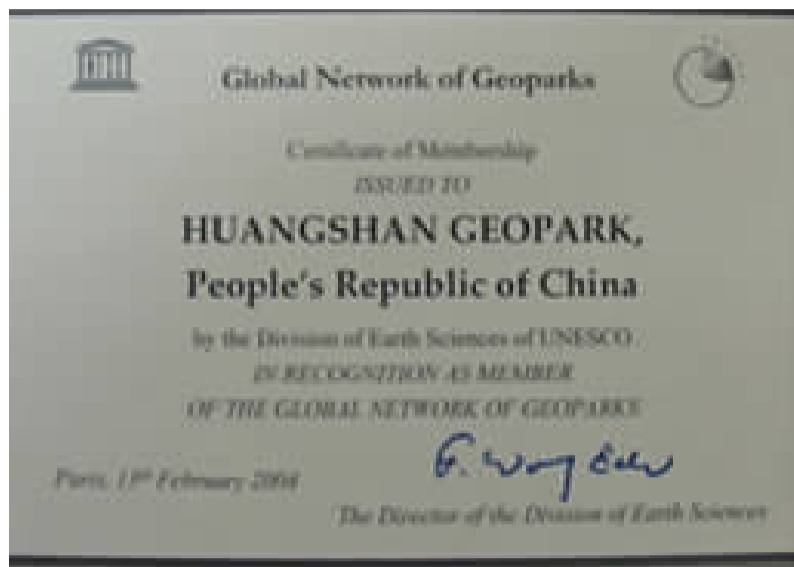 Global Network of Geoparks
Certificate of Membership
ISSUED TO
HUANGSHAN GEOPARK,
People's Republic of China
by the Division of Earth Sciences of UNESCO
IN RECOGNITION AS MEMBER
OF THE GLOBAL NETWORK OF GEOPARKS
Paris, February 2004
The Director of the Division of Earth Sciences